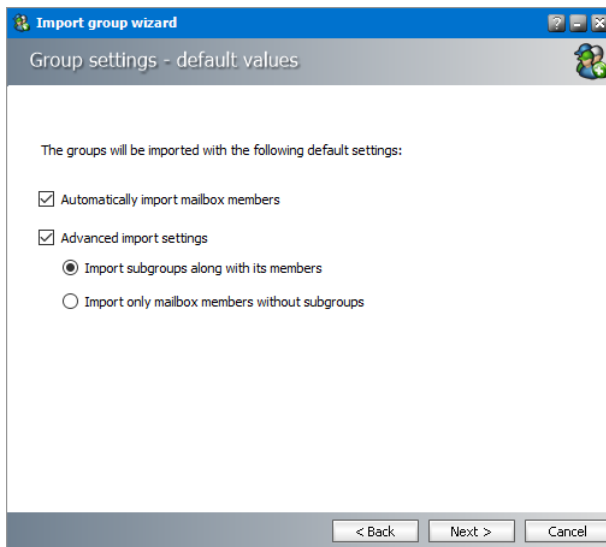 Import group wizard
Group settings - default values
The groups will be imported with the following default settings:
Automatically import mailbox members
Advanced import settings
Import subgroups along with its members
Import only mailbox members without subgroups
< Back Next > Cancel